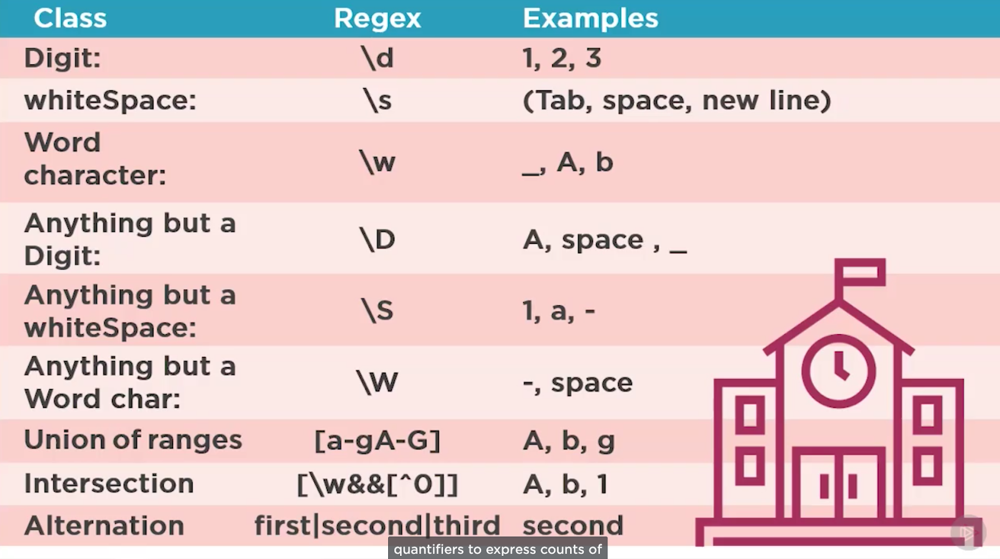 Class Regex Examples
Digit: \d 1, 2, 3
whiteSpace: \s (Tab, space, new line)
Word
character: \w _, A, b
Anything but a
Digit: \D A, space , _
Anything but a
whiteSpace: \S 1, a, -
Anything but a
Word char: \W -, space
Union of ranges [a-gA-G] A, b, g
Intersection [\w&&[^0]] A, b, 1
Alternation first|second|third second
quantifiers to express counts of